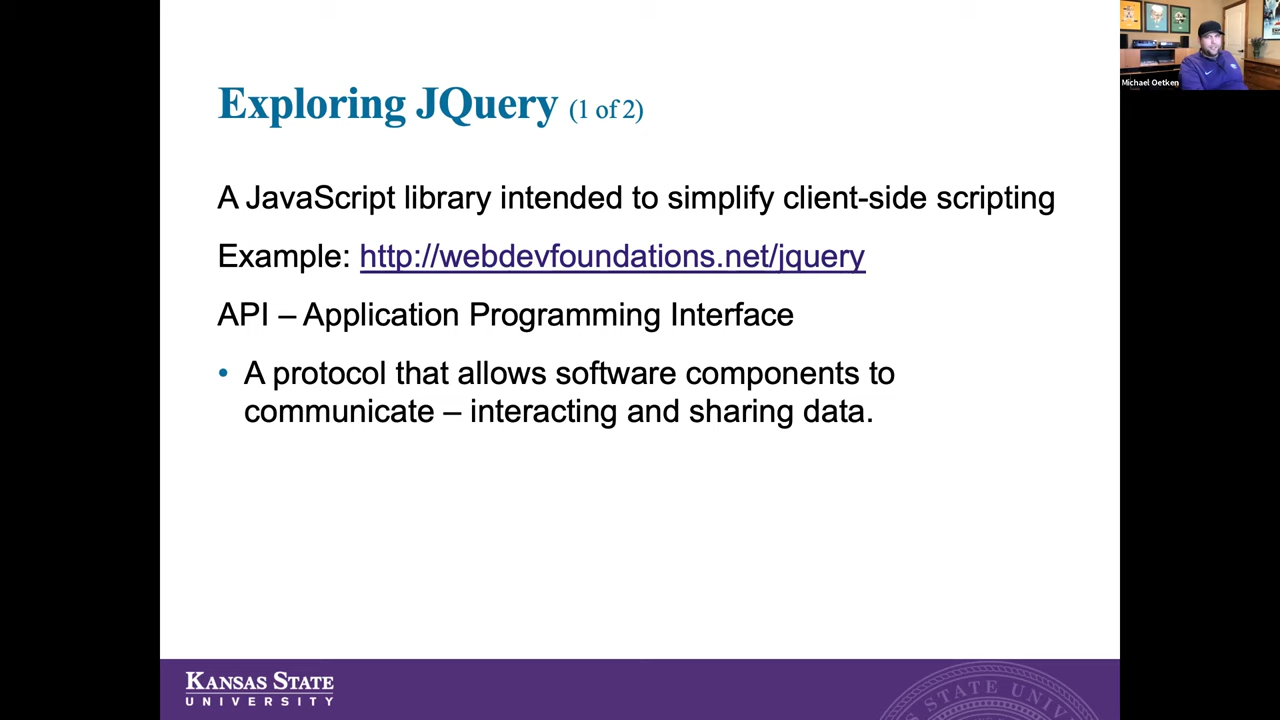 Exploring JQuery (1 of 2)
A JavaScript library intended to simplify client-side scripting
Example: http://webdevfoundations.net/jquery
API – Application Programming Interface
• A protocol that allows software components to
communicate – interacting and sharing data.
KANSAS STATE
UNIVERSITY
STATE UNIV
Michael Oetken